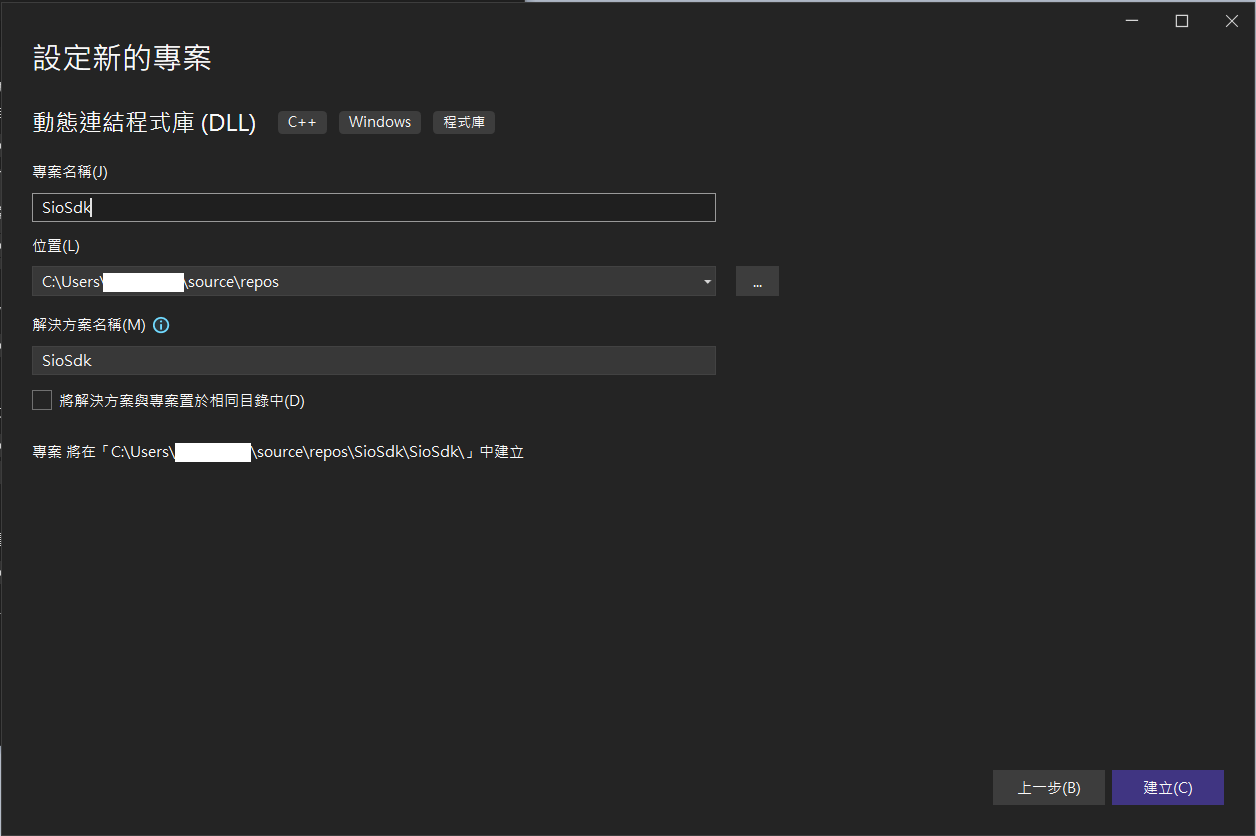 設定新的專案
動態連結程式庫 (DLL) C++ Windows 程式庫
專案名稱(J)
SioSdk
位置(L)
C:\Users\ \source\repos
...
解決方案名稱(M)
SioSdk
將解決方案與專案置於相同目錄中(D)
專案 將在「C:\Users\ \source\repos\SioSdk\SioSdk\」中建立
上一步(B) 建立(C)